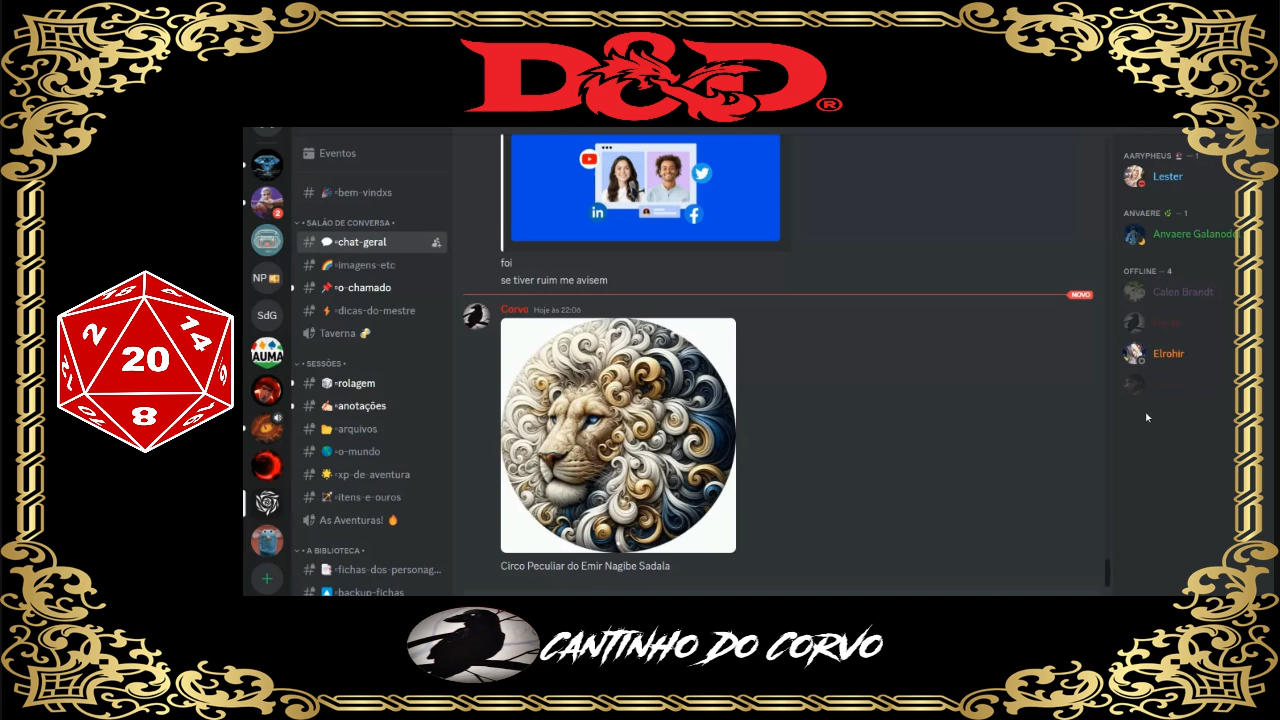 D&D®
Eventos
bem-vindxs
SALÃO DE CONVERSA
chat-geral
imagens-etc
o-chamado
dicas-do-mestre
Taverna
SESSÕES
rolagem
anotações
arquivos
o-mundo
xp-de-aventura
itens-e-ouros
As Aventuras!
A BIBLIOTECA
fichas-dos-personag...
backup-fichas
NP
SdG
AUMA
2
foi
se tiver ruim me avisem
NOVO
Corvo Hoje às 22:06
Circo Peculiar do Emir Nagibe Sadala
AARYPHEUS — 1
Lester
ANVAERE — 1
Anvaere Galanodel
OFFLINE — 4
Calen Brandt
Elrohir
2
14
20
8
CANTINHO DO CORVO